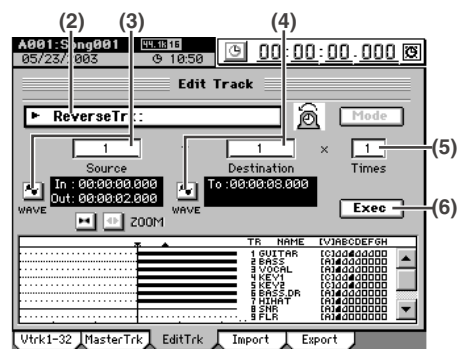 (2) (3) (4)
A001:Song001 44.1k 16
05/23/2003 10:50 00:00:00.000
Edit Track
ReverseTr.: Mode
1 1 × 1 (5)
Source Destination Times
In :00:00:00.000 To :00:00:08.000
Out:00:00:02.000
WAVE WAVE Exec (6)
ZOOM
TR NAME [V]ABCDEFGH
1 GUITAR
2 BASS
3 VOCAL
4 KEY1
5 KEY2
6 BASS.DR
7 HIHAT
8 SNR
9 FLR
Vtrk1-32 MasterTrk EditTrk Import Export